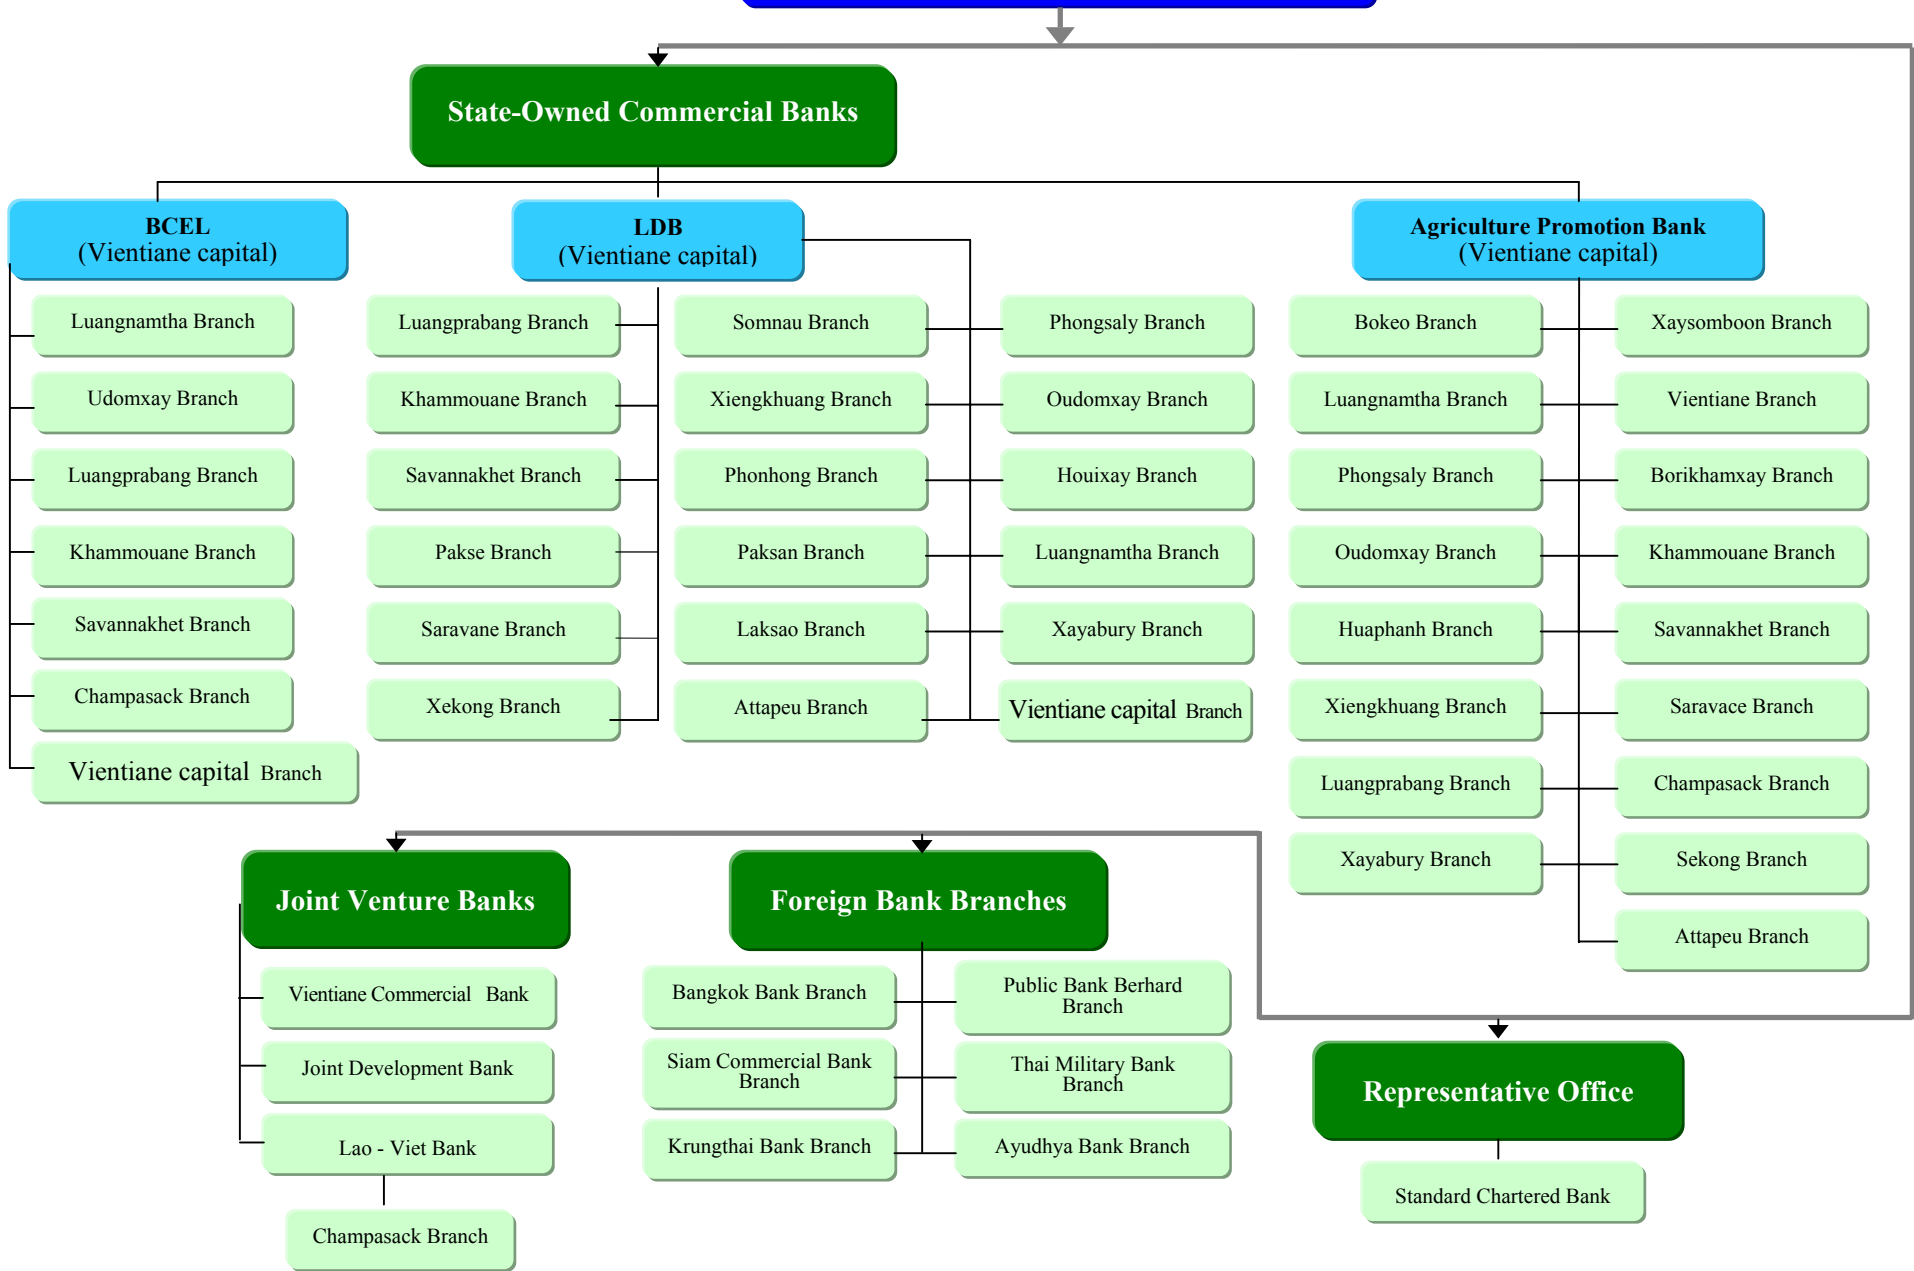 State-Owned Commercial Banks
BCEL
(Vientiane capital)
LDB
(Vientiane capital)
Agriculture Promotion Bank
(Vientiane capital)
Luangnamtha Branch
Udomxay Branch
Luangprabang Branch
Khammouane Branch
Savannakhet Branch
Champasack Branch
Vientiane capital Branch
Luangprabang Branch
Khammouane Branch
Savannakhet Branch
Pakse Branch
Saravane Branch
Xekong Branch
Somnau Branch
Xiengkhuang Branch
Phonhong Branch
Paksan Branch
Laksao Branch
Attapeu Branch
Phongsaly Branch
Oudomxay Branch
Houixay Branch
Luangnamtha Branch
Xayabury Branch
Vientiane capital Branch
Bokeo Branch
Luangnamtha Branch
Phongsaly Branch
Oudomxay Branch
Huaphanh Branch
Xiengkhuang Branch
Luangprabang Branch
Xayabury Branch
Xaysomboon Branch
Vientiane Branch
Borikhamxay Branch
Khammouane Branch
Savannakhet Branch
Saravace Branch
Champasack Branch
Sekong Branch
Attapeu Branch
Joint Venture Banks
Vientiane Commercial Bank
Joint Development Bank
Lao - Viet Bank
Champasack Branch
Foreign Bank Branches
Bangkok Bank Branch
Siam Commercial Bank
Branch
Krungthai Bank Branch
Public Bank Berhard
Branch
Thai Military Bank
Branch
Ayudhya Bank Branch
Representative Office
Standard Chartered Bank